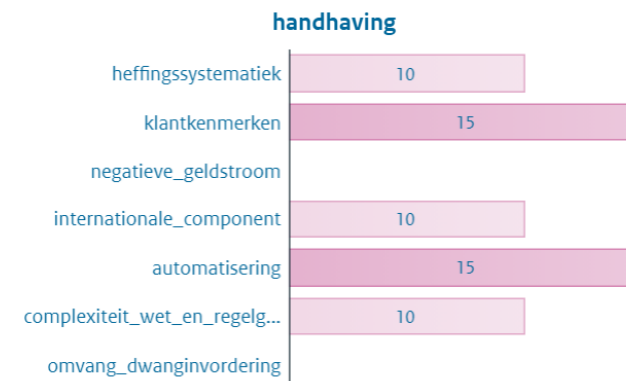 handhaving
heffingssystematiek 10
klantkenmerken 15
negatieve_geldstroom
internationale_component 10
automatisering 15
complexiteit_wet_en_regelg... 10
omvang_dwanginvordering